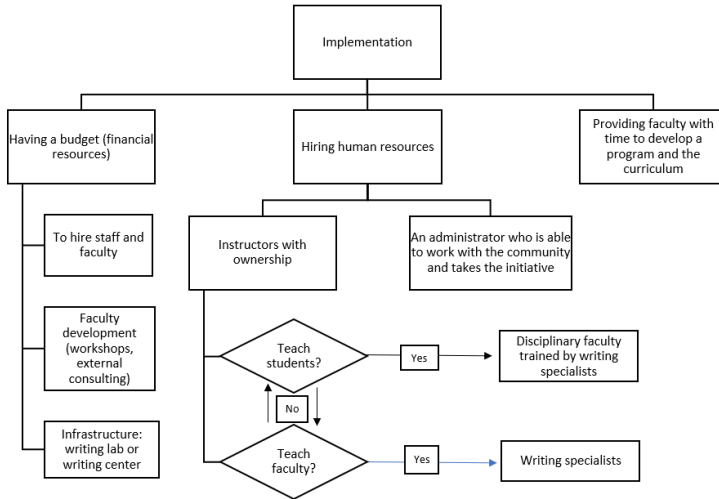 Implementation
Having a budget (financial
resources)
Hiring human resources
Providing faculty with
time to develop a
program and the
curriculum
To hire staff and
faculty
Instructors with
ownership
An administrator who is able
to work with the community
and takes the initiative
Faculty
development
(workshops,
external
consulting)
Teach
students?
Yes
Disciplinary faculty
trained by writing
specialists
No
Infrastructure:
writing lab or
writing center
Teach
faculty?
Yes
Writing specialists